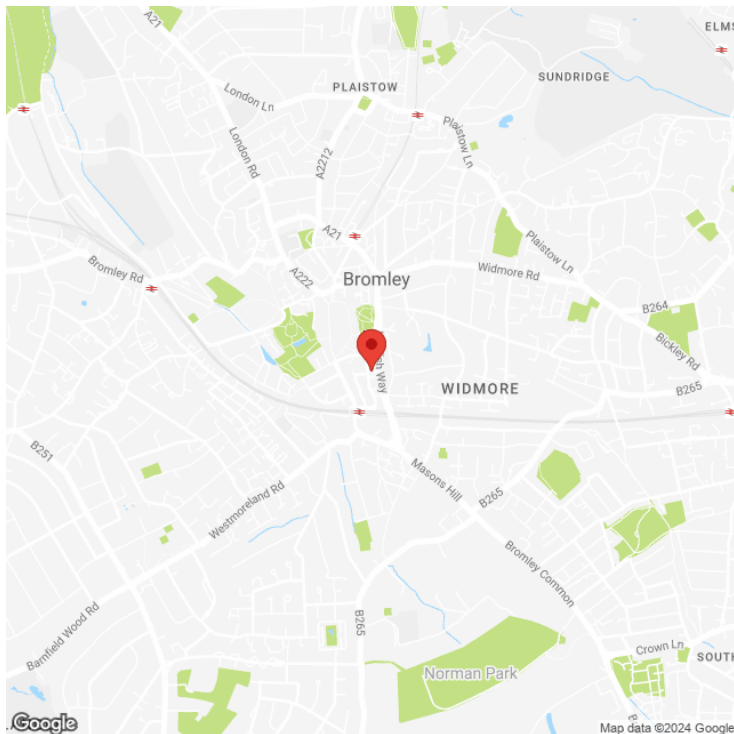 A21
ELMS
PLAISTOW
SUNDRIDGE
London Ln
Plaistow Ln
London Rd
A2212
A21
Plaistow Ln
Bromley Rd
A222
Widmore Rd
Bromley
B264
Bickley Rd
Way
WIDMORE
B265
B251
Masons Hill
Westmoreland Rd
B265
Bromley Common
Barnfield Wood Rd
B265
Crown Ln
Norman Park
SOUTH
Google
Map data ©2024 Google